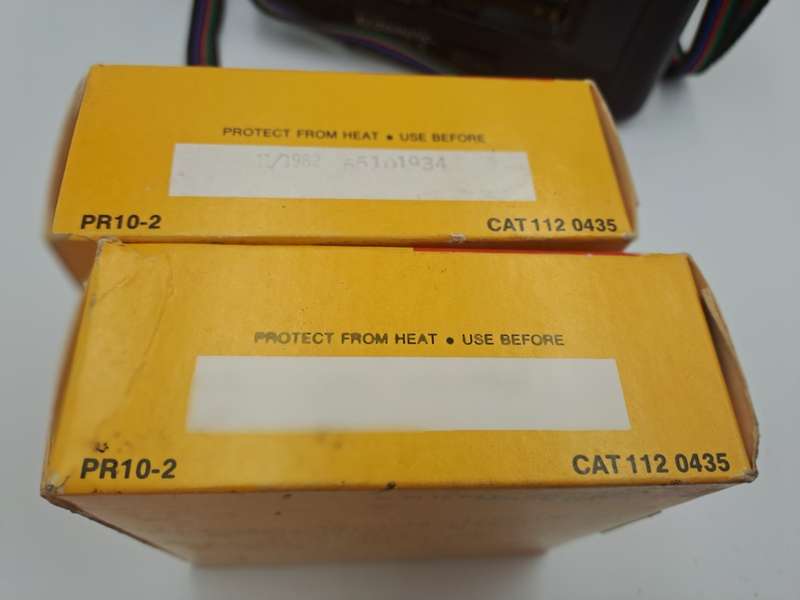 PROTECT FROM HEAT • USE BEFORE
PR10-2
CAT 112 0435
PROTECT FROM HEAT • USE BEFORE
PR10-2
CAT 112 0435